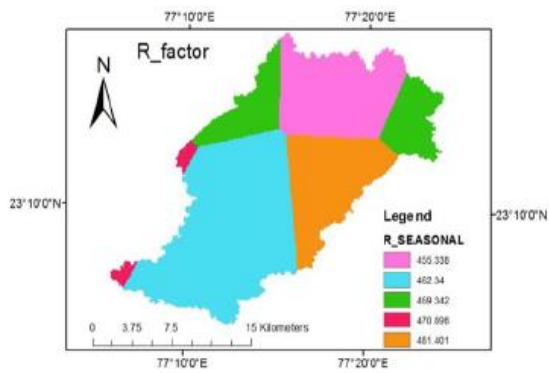 77°10'0"E 77°20'0"E
R_factor
N
23°10'0"N 23°10'0"N
Legend
R_SEASONAL
455.338
462.34
469.342
470.896
481.401
0 3.75 7.5 15 Kilometers
77°10'0"E 77°20'0"E